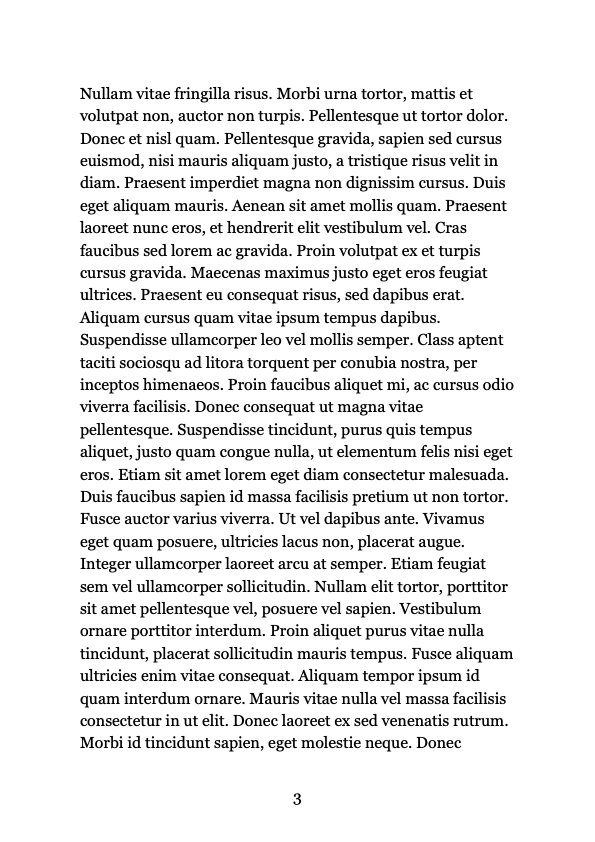 Nullam vitae fringilla risus. Morbi urna tortor, mattis et
volutpat non, auctor non turpis. Pellentesque ut tortor dolor.
Donec et nisl quam. Pellentesque gravida, sapien sed cursus
euismod, nisi mauris aliquam justo, a tristique risus velit in
diam. Praesent imperdiet magna non dignissim cursus. Duis
eget aliquam mauris. Aenean sit amet mollis quam. Praesent
laoreet nunc eros, et hendrerit elit vestibulum vel. Cras
faucibus sed lorem ac gravida. Proin volutpat ex et turpis
cursus gravida. Maecenas maximus justo eget eros feugiat
ultrices. Praesent eu consequat risus, sed dapibus erat.
Aliquam cursus quam vitae ipsum tempus dapibus.
Suspendisse ullamcorper leo vel mollis semper. Class aptent
taciti sociosqu ad litora torquent per conubia nostra, per
inceptos himenaeos. Proin faucibus aliquet mi, ac cursus odio
viverra facilisis. Donec consequat ut magna vitae
pellentesque. Suspendisse tincidunt, purus quis tempus
aliquet, justo quam congue nulla, ut elementum felis nisi eget
eros. Etiam sit amet lorem eget diam consectetur malesuada.
Duis faucibus sapien id massa facilisis pretium ut non tortor.
Fusce auctor varius viverra. Ut vel dapibus ante. Vivamus
eget quam posuere, ultricies lacus non, placerat augue.
Integer ullamcorper laoreet arcu at semper. Etiam feugiat
sem vel ullamcorper sollicitudin. Nullam elit tortor, porttitor
sit amet pellentesque vel, posuere vel sapien. Vestibulum
ornare porttitor interdum. Proin aliquet purus vitae nulla
tincidunt, placerat sollicitudin mauris tempus. Fusce aliquam
ultricies enim vitae consequat. Aliquam tempor ipsum id
quam interdum ornare. Mauris vitae nulla vel massa facilisis
consectetur in ut elit. Donec laoreet ex sed venenatis rutrum.
Morbi id tincidunt sapien, eget molestie neque. Donec
3